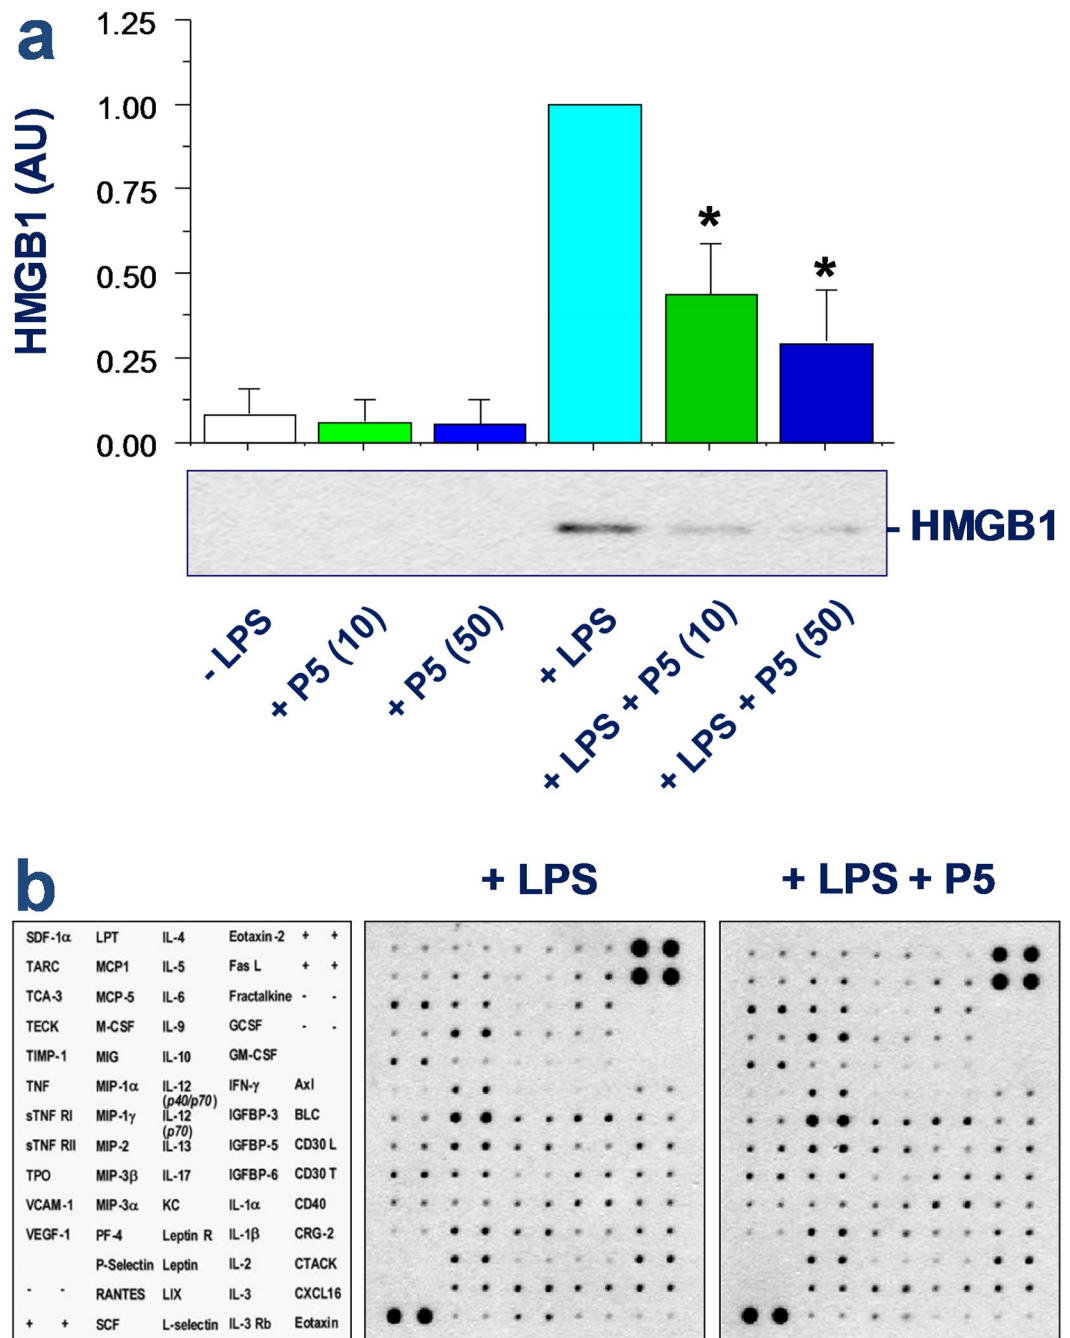 a
HMGB1 (AU)
1.25
1.00
0.75
0.50
0.25
0.00
*
*
- HMGB1
- LPS
+ P5 (10)
+ P5 (50)
+ LPS
+ LPS + P5 (10)
+ LPS + P5 (50)
b
+ LPS
+ LPS + P5
SDF-1α LPT IL-4 Eotaxin-2 + +
TARC MCP1 IL-5 Fas L + +
TCA-3 MCP-5 IL-6 Fractalkine - -
TECK M-CSF IL-9 GCSF - -
TIMP-1 MIG IL-10 GM-CSF
TNF MIP-1α IL-12 IFN-γ Axl
(p40/p70)
sTNF RI MIP-1γ IL-12 IGFBP-3 BLC
(p70)
sTNF RII MIP-2 IL-13 IGFBP-5 CD30 L
TPO MIP-3β IL-17 IGFBP-6 CD30 T
VCAM-1 MIP-3α KC IL-1α CD40
VEGF-1 PF-4 Leptin R IL-1β CRG-2
P-Selectin Leptin IL-2 CTACK
- - RANTES LIX IL-3 CXCL16
+ + SCF L-selectin IL-3 Rb Eotaxin